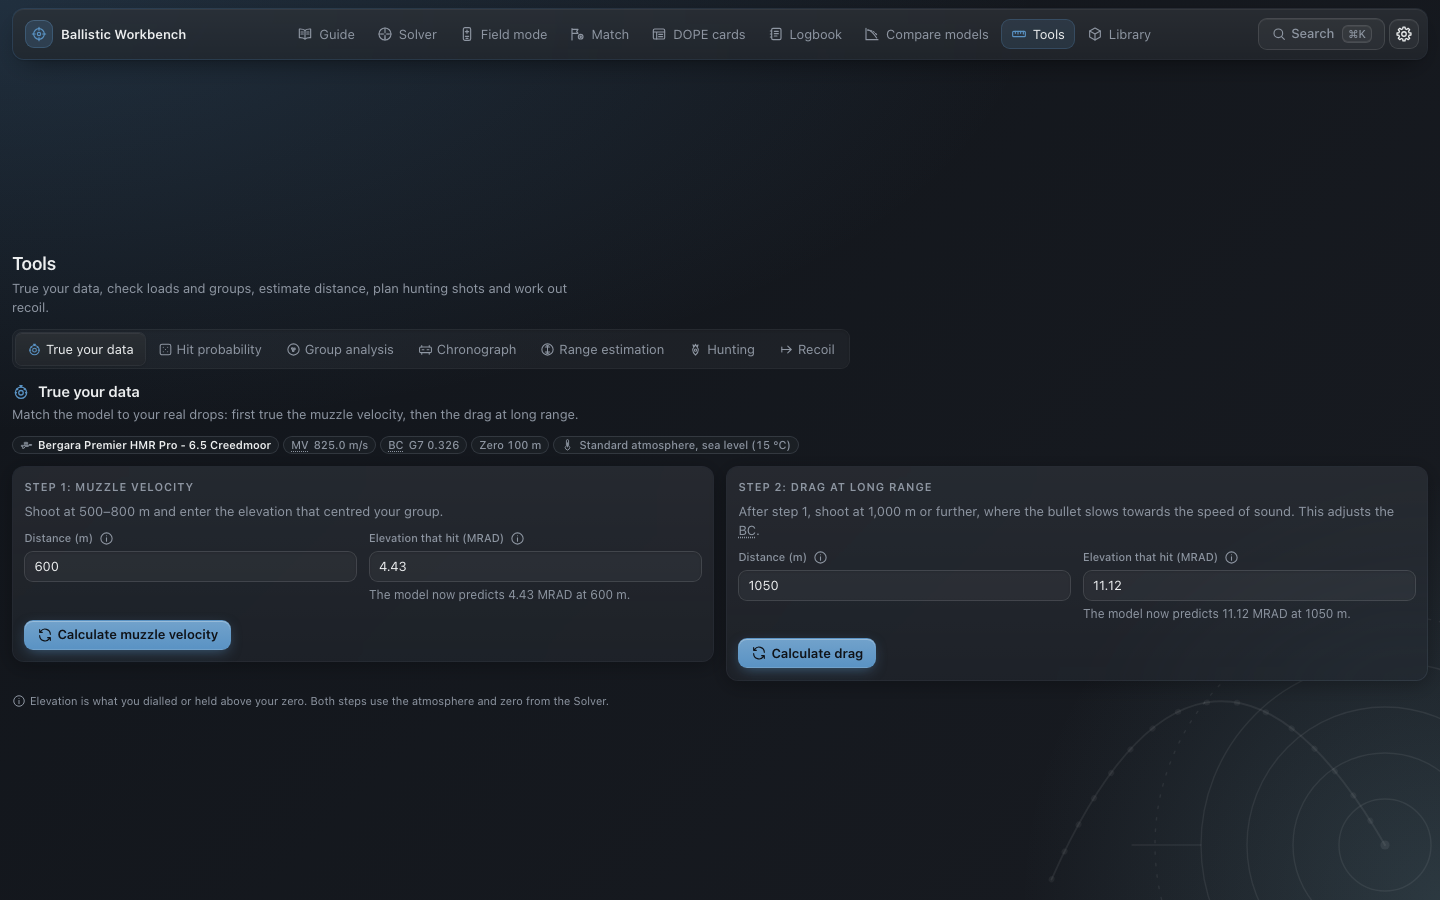 Ballistic Workbench
Guide
Solver
Field mode
Match
DOPE cards
Logbook
Compare models
Tools
Library
Search ⌘K
Tools
True your data, check loads and groups, estimate distance, plan hunting shots and work out
recoil.
True your data
Hit probability
Group analysis
Chronograph
Range estimation
Hunting
Recoil
True your data
Match the model to your real drops: first true the muzzle velocity, then the drag at long range.
Bergara Premier HMR Pro - 6.5 Creedmoor
MV 825.0 m/s
BC G7 0.326
Zero 100 m
Standard atmosphere, sea level (15 °C)
STEP 1: MUZZLE VELOCITY
Shoot at 500–800 m and enter the elevation that centred your group.
Distance (m)
Elevation that hit (MRAD)
600
4.43
The model now predicts 4.43 MRAD at 600 m.
Calculate muzzle velocity
STEP 2: DRAG AT LONG RANGE
After step 1, shoot at 1,000 m or further, where the bullet slows towards the speed of sound. This adjusts the
BC.
Distance (m)
Elevation that hit (MRAD)
1050
11.12
The model now predicts 11.12 MRAD at 1050 m.
Calculate drag
Elevation is what you dialled or held above your zero. Both steps use the atmosphere and zero from the Solver.